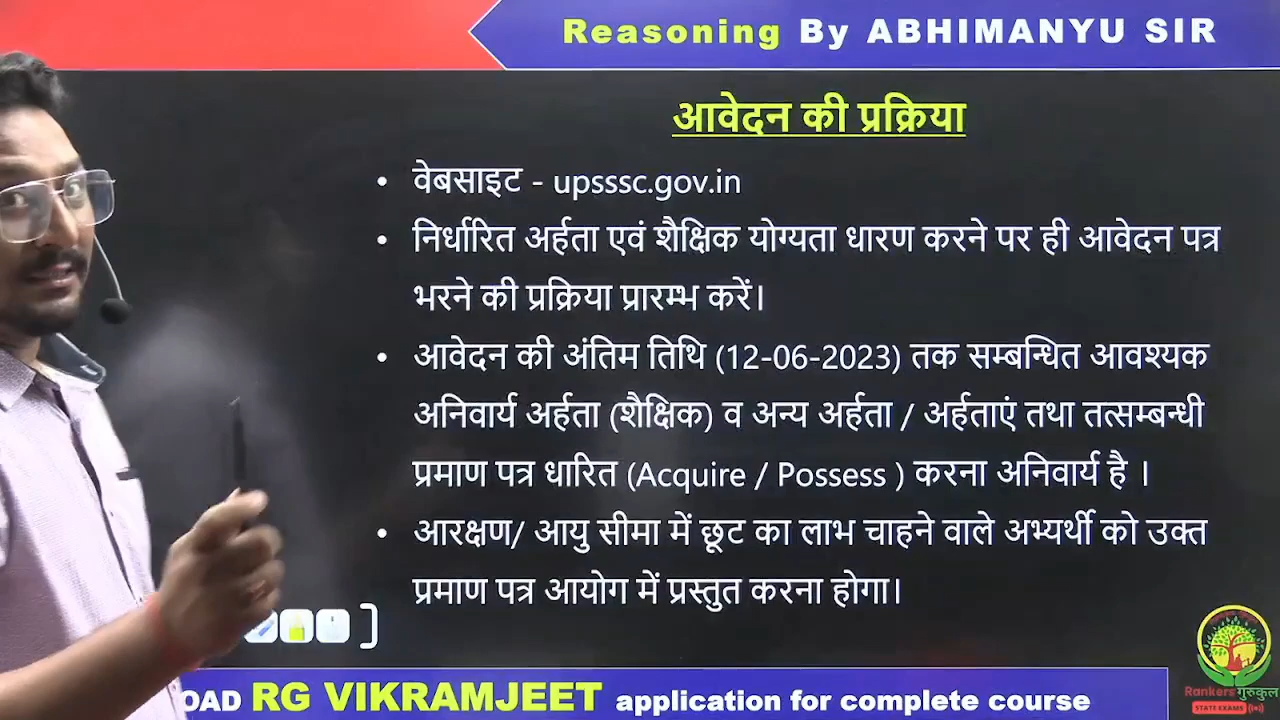 Reasoning By ABHIMANYU SIR
आवेदन की प्रक्रिया
• वेबसाइट - upsssc.gov.in
• निर्धारित अर्हता एवं शैक्षिक योग्यता धारण करने पर ही आवेदन पत्र
भरने की प्रक्रिया प्रारम्भ करें।
• आवेदन की अंतिम तिथि (12-06-2023) तक सम्बन्धित आवश्यक
अनिवार्य अर्हता (शैक्षिक) व अन्य अर्हता / अर्हताएं तथा तत्सम्बन्धी
प्रमाण पत्र धारित (Acquire / Possess ) करना अनिवार्य है ।
• आरक्षण/ आयु सीमा में छूट का लाभ चाहने वाले अभ्यर्थी को उक्त
प्रमाण पत्र आयोग में प्रस्तुत करना होगा।
OAD RG VIKRAMJEET application for complete course
Rankers गुरुकुल
STATE EXAMS